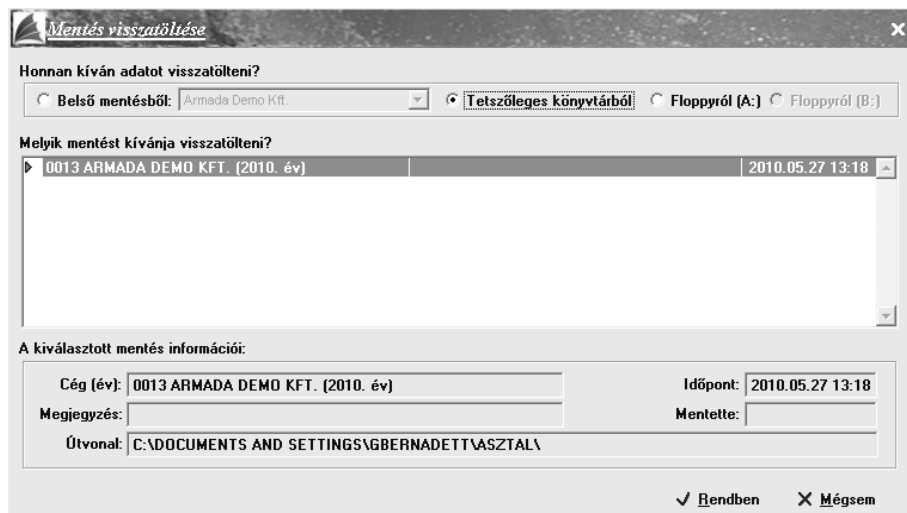 Mentés visszatöltése
Honnan kíván adatot visszatölteni?
Belső mentésből: Armada Demo Kft. Tetszőleges könyvtárból Floppyról (A:) Floppyról (B:)
Melyik mentést kívánja visszatölteni?
0013 ARMADA DEMO KFT. (2010. év) 2010.05.27 13:18
A kiválasztott mentés információi:
Cég (év): 0013 ARMADA DEMO KFT. (2010. év) Időpont: 2010.05.27 13:18
Megjegyzés: Mentette:
Útvonal: C:\DOCUMENTS AND SETTINGS\GBERNADETT\ASZTAL\
Rendben Mégsem